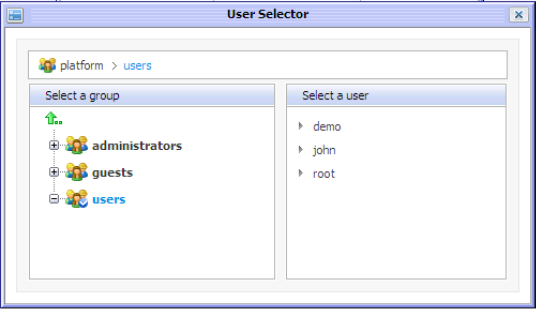 User Selector
platform > users
Select a group
..
administrators
guests
users
Select a user
demo
john
root